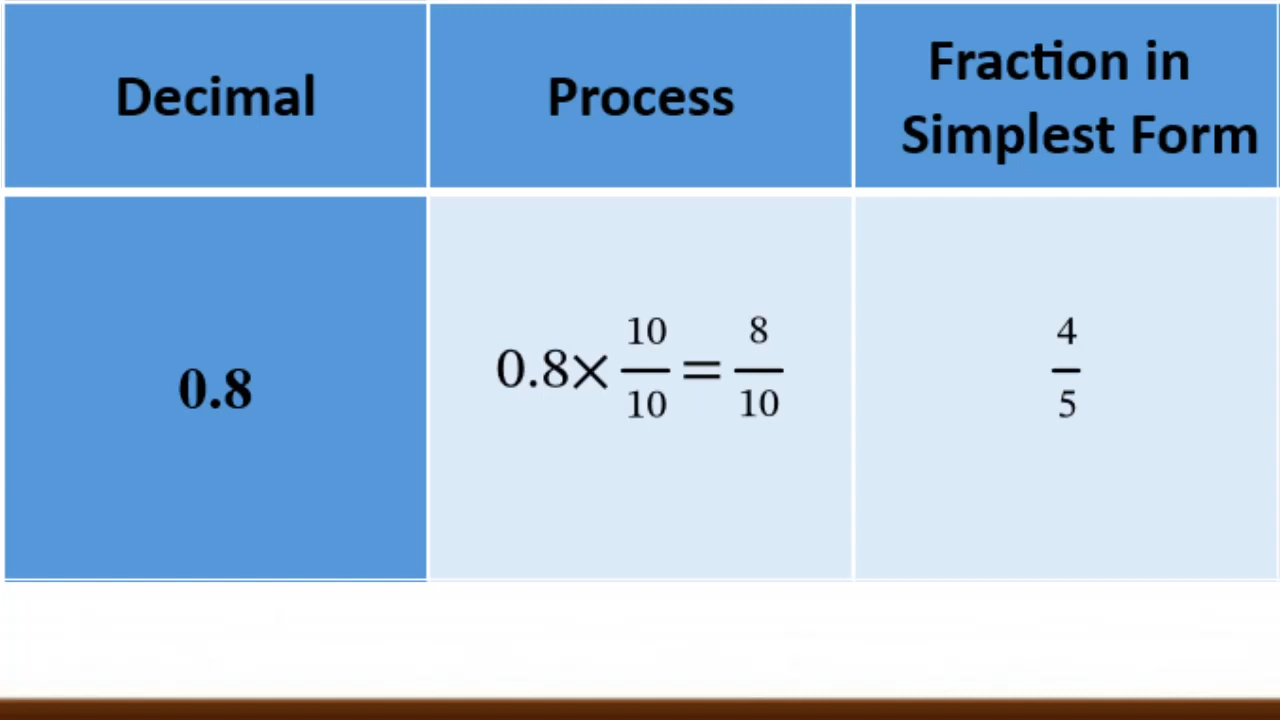 Decimal
Process
Fraction in
Simplest Form
0.8
0.8× 10/10 = 8/10
4/5